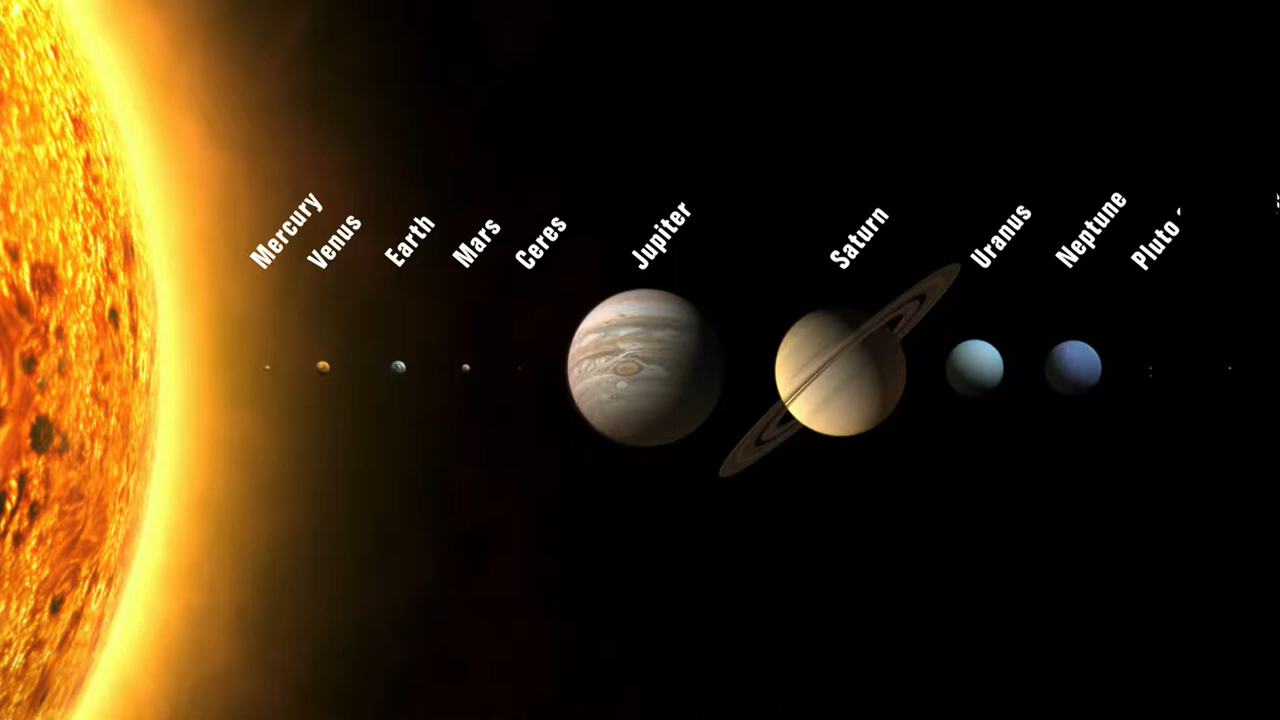 Mercury
Venus
Earth
Mars
Ceres
Jupiter
Saturn
Uranus
Neptune
Pluto